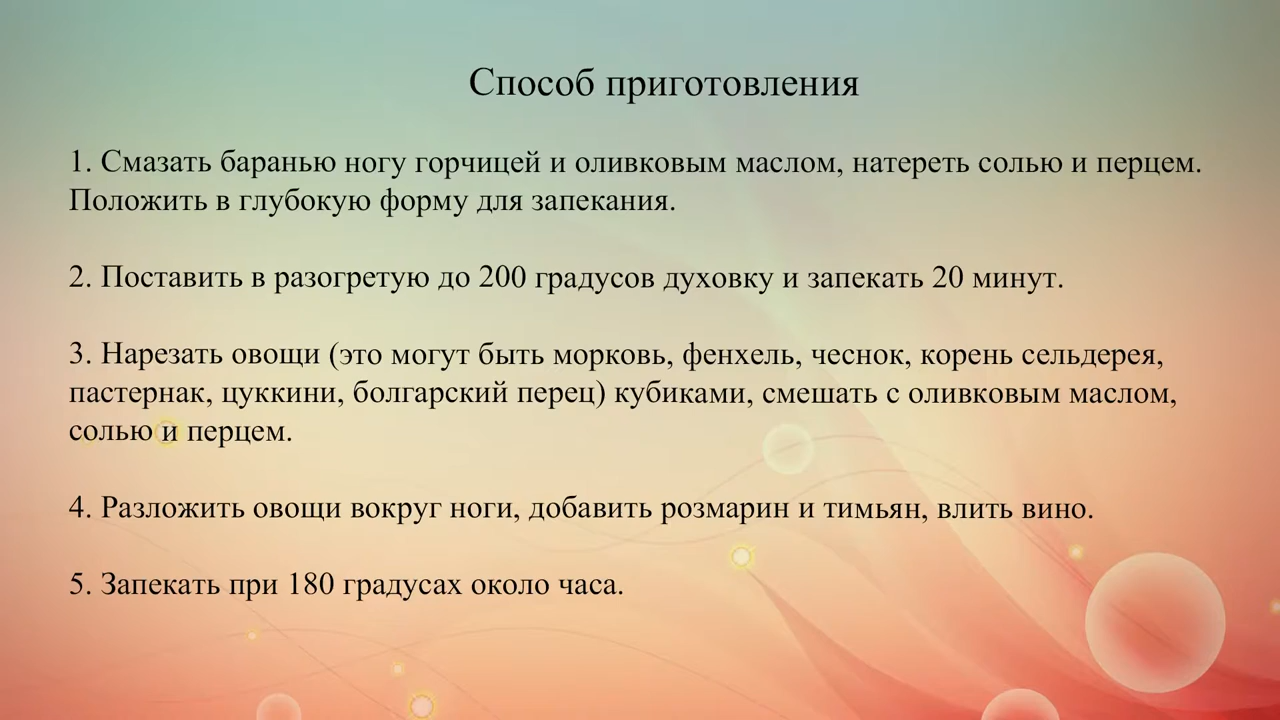 Способ приготовления
1. Смазать баранью ногу горчицей и оливковым маслом, натереть солью и перцем.
Положить в глубокую форму для запекания.
2. Поставить в разогретую до 200 градусов духовку и запекать 20 минут.
3. Нарезать овощи (это могут быть морковь, фенхель, чеснок, корень сельдерея,
пастернак, цуккини, болгарский перец) кубиками, смешать с оливковым маслом,
солью и перцем.
4. Разложить овощи вокруг ноги, добавить розмарин и тимьян, влить вино.
5. Запекать при 180 градусах около часа.